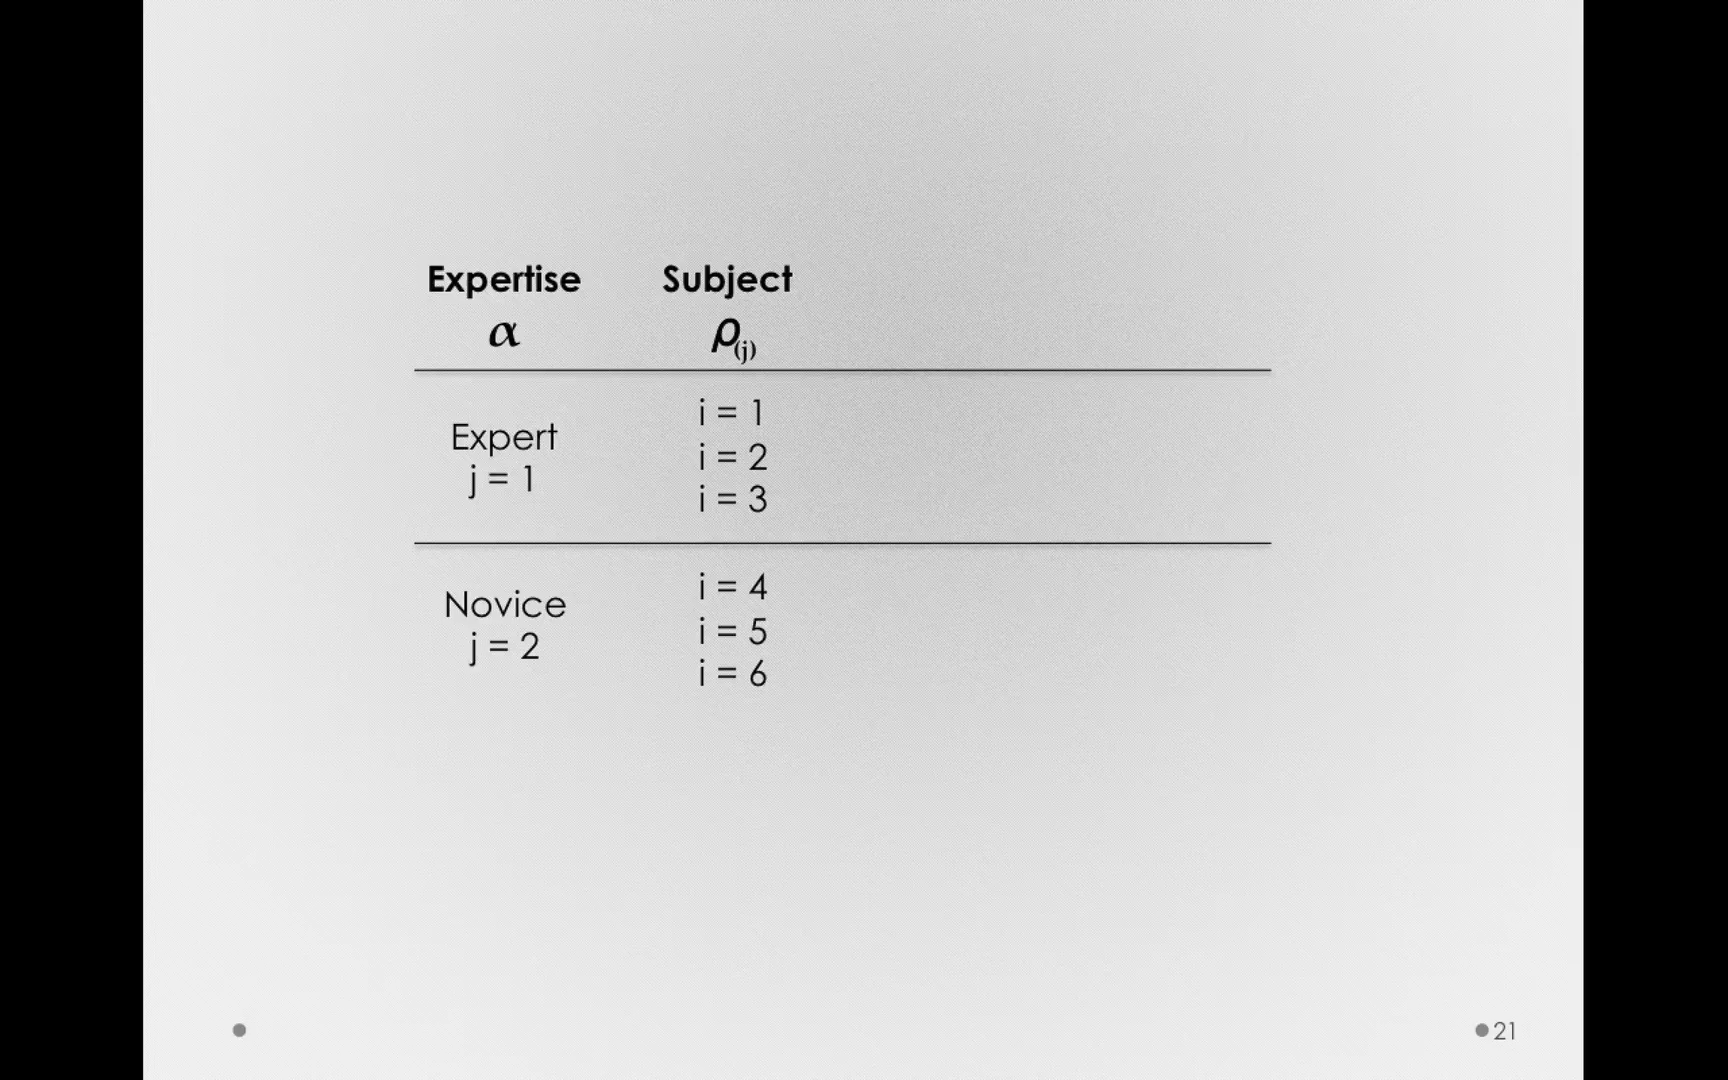 Expertise Subject
α ρ(j)
Expert
j = 1
i = 1
i = 2
i = 3
Novice
j = 2
i = 4
i = 5
i = 6
21